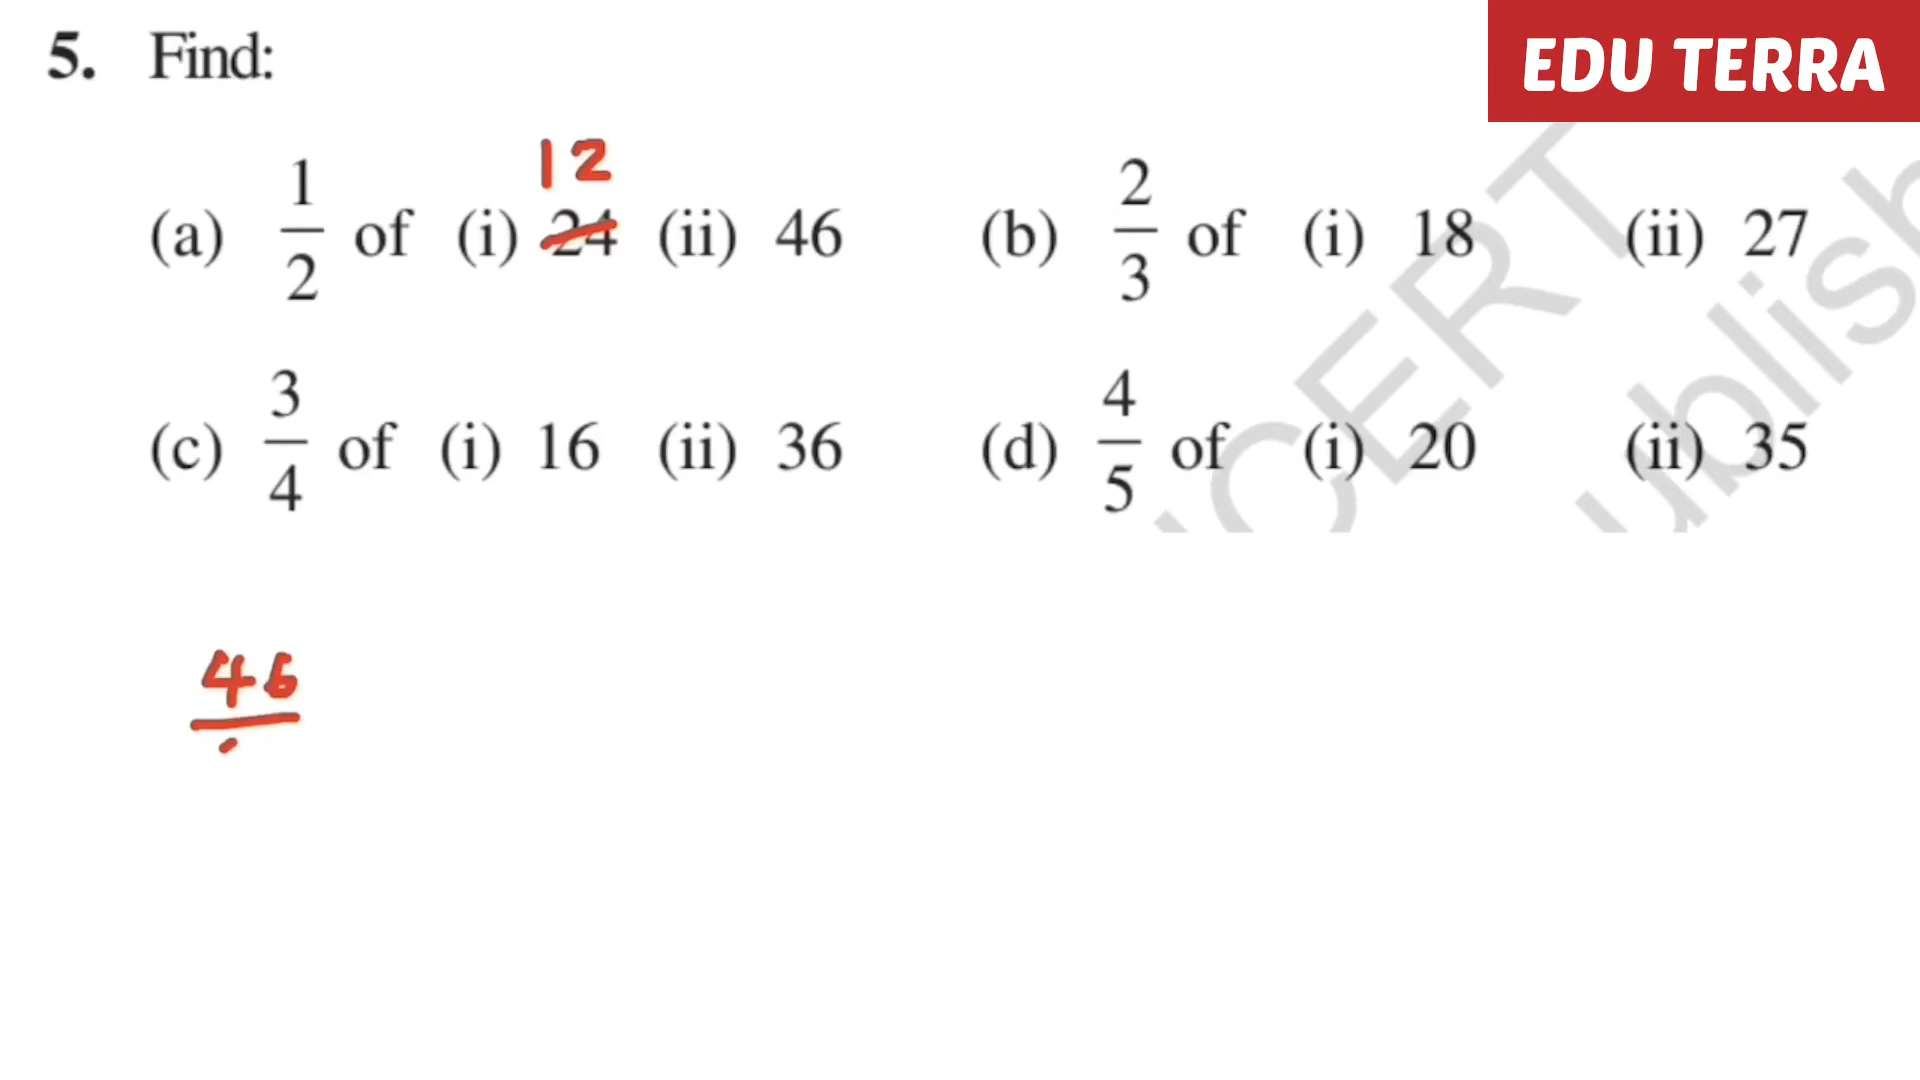 EDU TERRA
5. Find:
12
(a) 1/2 of (i) 24 (ii) 46 (b) 2/3 of (i) 18 (ii) 27
(c) 3/4 of (i) 16 (ii) 36 (d) 4/5 of (i) 20 (ii) 35
46